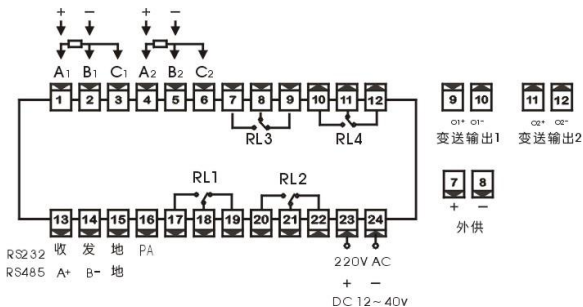 + − + −
A1 B1 C1 A2 B2 C2
1 2 3 4 5 6 7 8 9 10 11 12
RL3 RL4
9 10 11 12
O1+ O1- O2+ O2-
变送输出1 变送输出2
RL1 RL2
7 8
+ −
外供
13 14 15 16 17 18 19 20 21 22 23 24
RS232 收 发 地 PA
RS485 A+ B- 地
220V AC
+ −
DC 12~40V